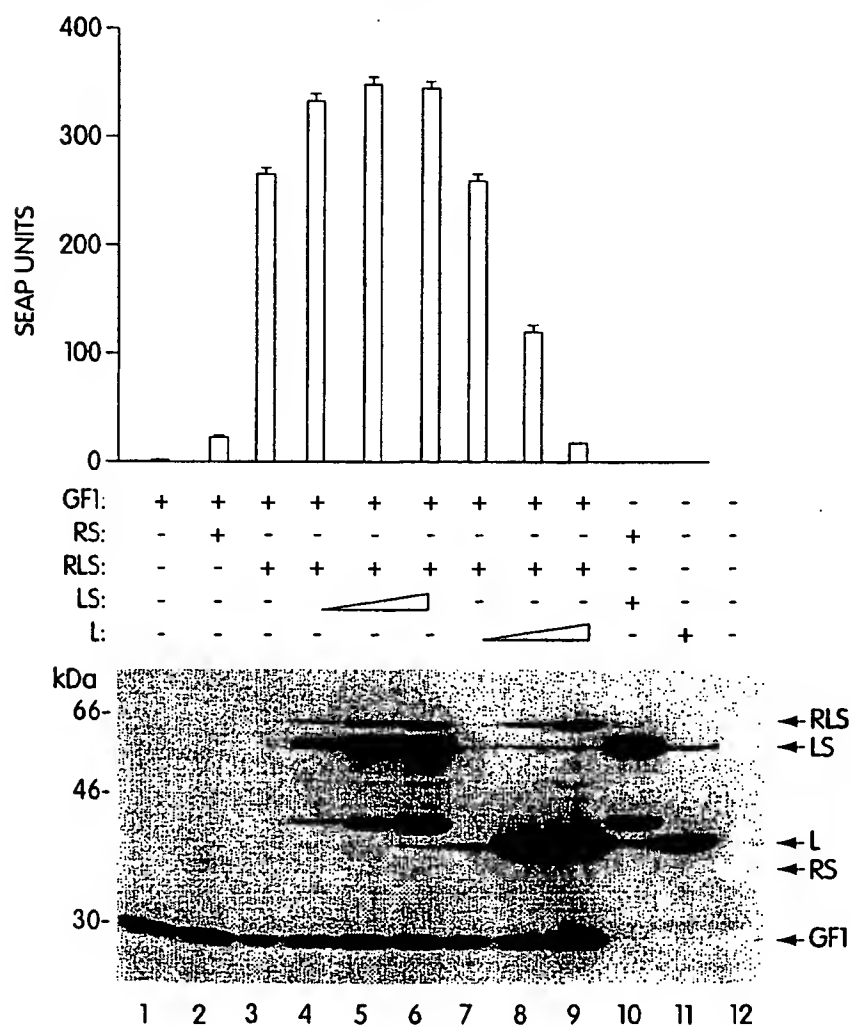 400
300
200
100
0
SEAP UNITS
GF1: + + + + + + + + + - - -
RS: - + - - - - - - - + - -
RLS: - - + + + + + + + - - -
LS: - - - - - - + - -
L: - - - - - - - + -
kDa
66-
46-
30-
RLS
LS
L
RS
GF1
1 2 3 4 5 6 7 8 9 10 11 12